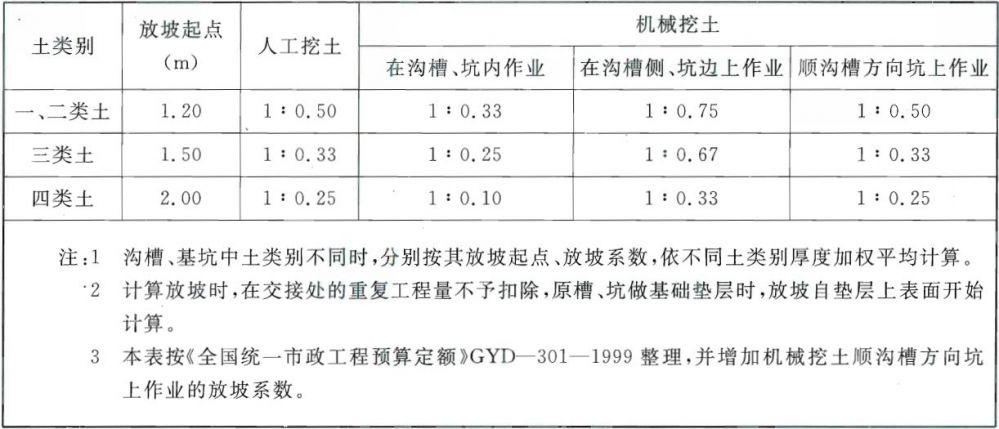 土类别 放坡起点(m) 人工挖土 机械挖土
在沟槽、坑内作业 在沟槽侧、坑边上作业 顺沟槽方向坑上作业
一、二类土 1.20 1∶0.50 1∶0.33 1∶0.75 1∶0.50
三类土 1.50 1∶0.33 1∶0.25 1∶0.67 1∶0.33
四类土 2.00 1∶0.25 1∶0.10 1∶0.33 1∶0.25
注:1 沟槽、基坑中土类别不同时,分别按其放坡起点、放坡系数,依不同土类别厚度加权平均计算。
2 计算放坡时,在交接处的重复工程量不予扣除,原槽、坑做基础垫层时,放坡自垫层上表面开始
计算。
3 本表按《全国统一市政工程预算定额》GYD—301—1999 整理,并增加机械挖土顺沟槽方向坑
上作业的放坡系数。